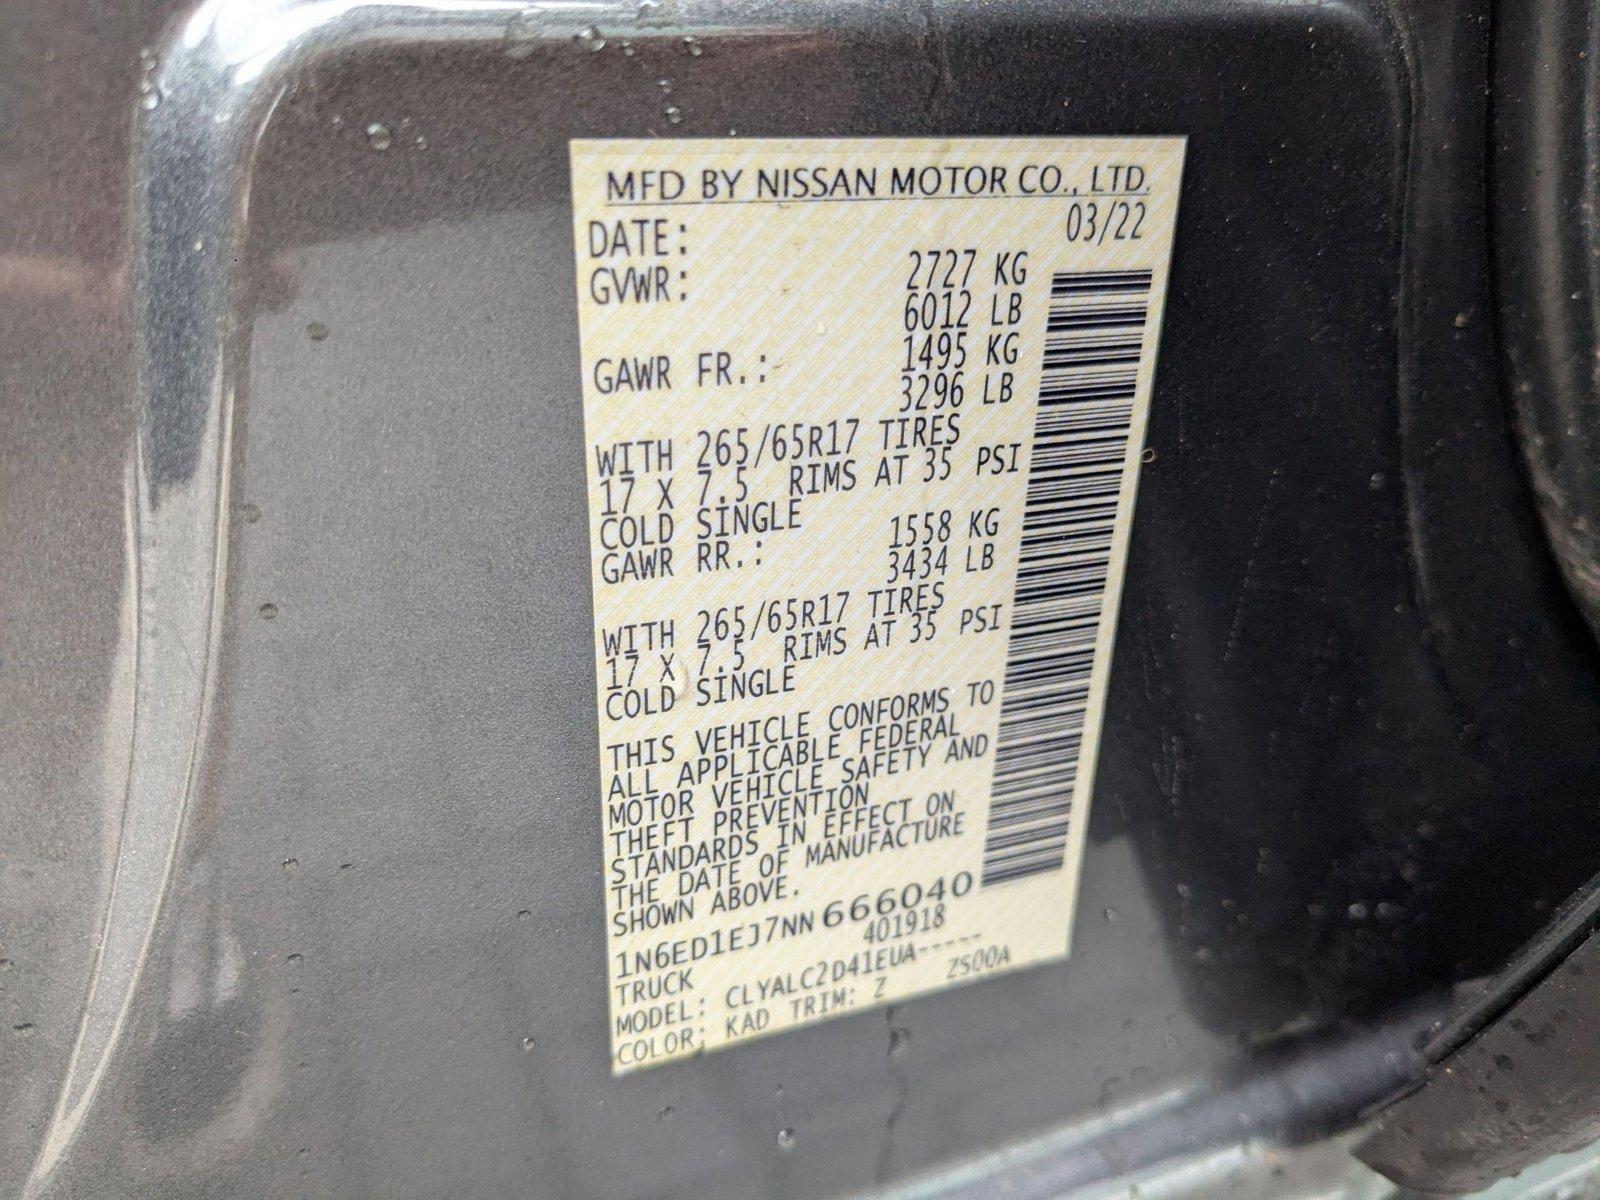 MFD BY NISSAN MOTOR CO., LTD.
DATE: 03/22
GVWR: 2727 KG
6012 LB
GAWR FR.: 1495 KG
3296 LB
WITH 265/65R17 TIRES
17 X 7.5 RIMS AT 35 PSI
COLD SINGLE
GAWR RR.: 1558 KG
3434 LB
WITH 265/65R17 TIRES
17 X 7.5 RIMS AT 35 PSI
COLD SINGLE
THIS VEHICLE CONFORMS TO
ALL APPLICABLE FEDERAL
MOTOR VEHICLE SAFETY AND
THEFT PREVENTION
STANDARDS IN EFFECT ON
THE DATE OF MANUFACTURE
SHOWN ABOVE.
1N6ED1EJ7NN666040
TRUCK 401918
MODEL: CLYALC2D41EUA-----
COLOR: KAD TRIM: Z ZS00A